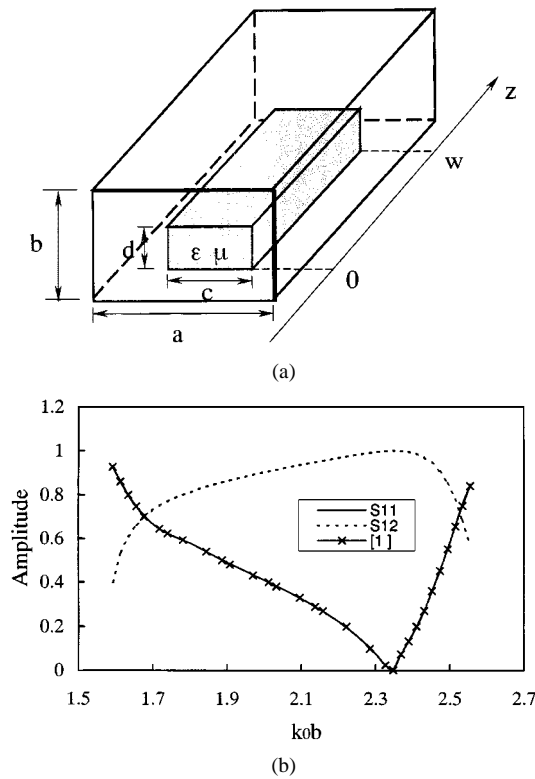 z
w
b
d
ε μ
0
c
a
(a)
1.2
1
0.8
0.6
0.4
0.2
0
Amplitude
S11
S12
[1 ]
1.5 1.7 1.9 2.1 2.3 2.5 2.7
k0b
(b)